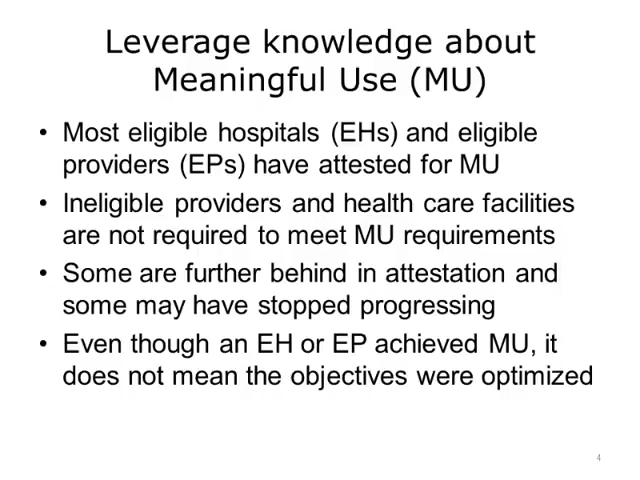 Leverage knowledge about
Meaningful Use (MU)
• Most eligible hospitals (EHs) and eligible
providers (EPs) have attested for MU
• Ineligible providers and health care facilities
are not required to meet MU requirements
• Some are further behind in attestation and
some may have stopped progressing
• Even though an EH or EP achieved MU, it
does not mean the objectives were optimized
4